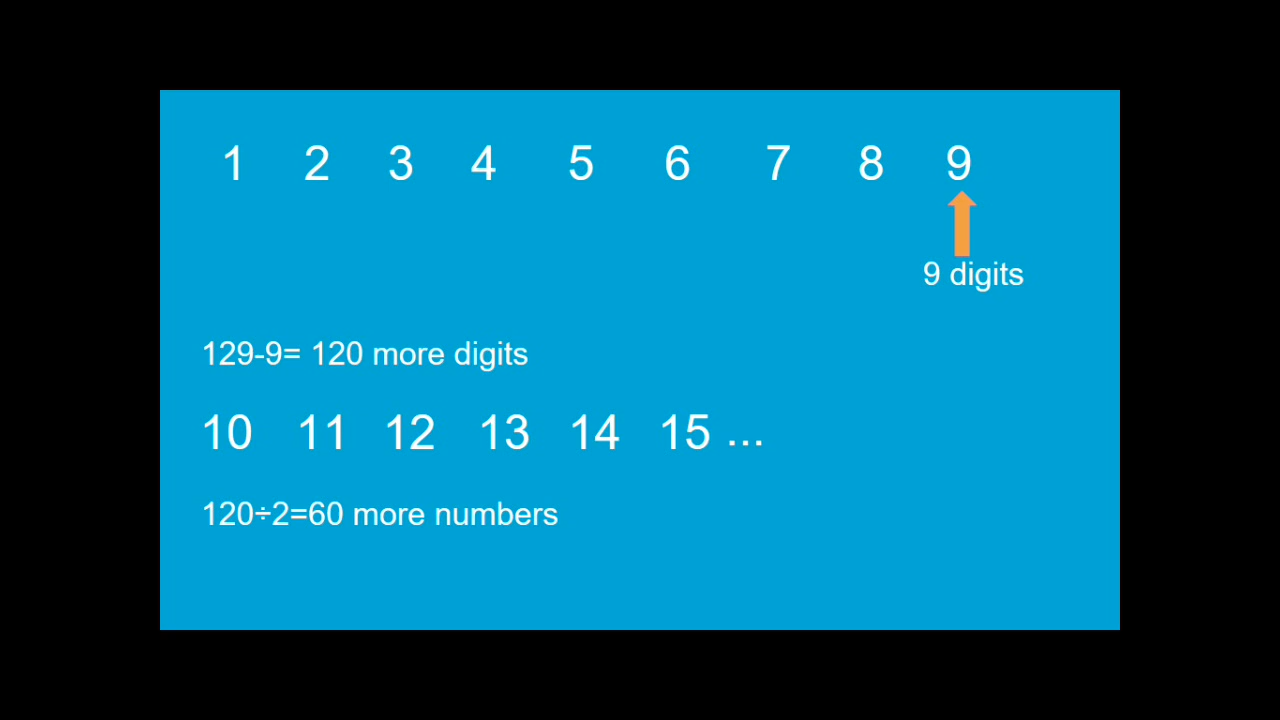 1 2 3 4 5 6 7 8 9
9 digits
129-9= 120 more digits
10 11 12 13 14 15 ...
120÷2=60 more numbers